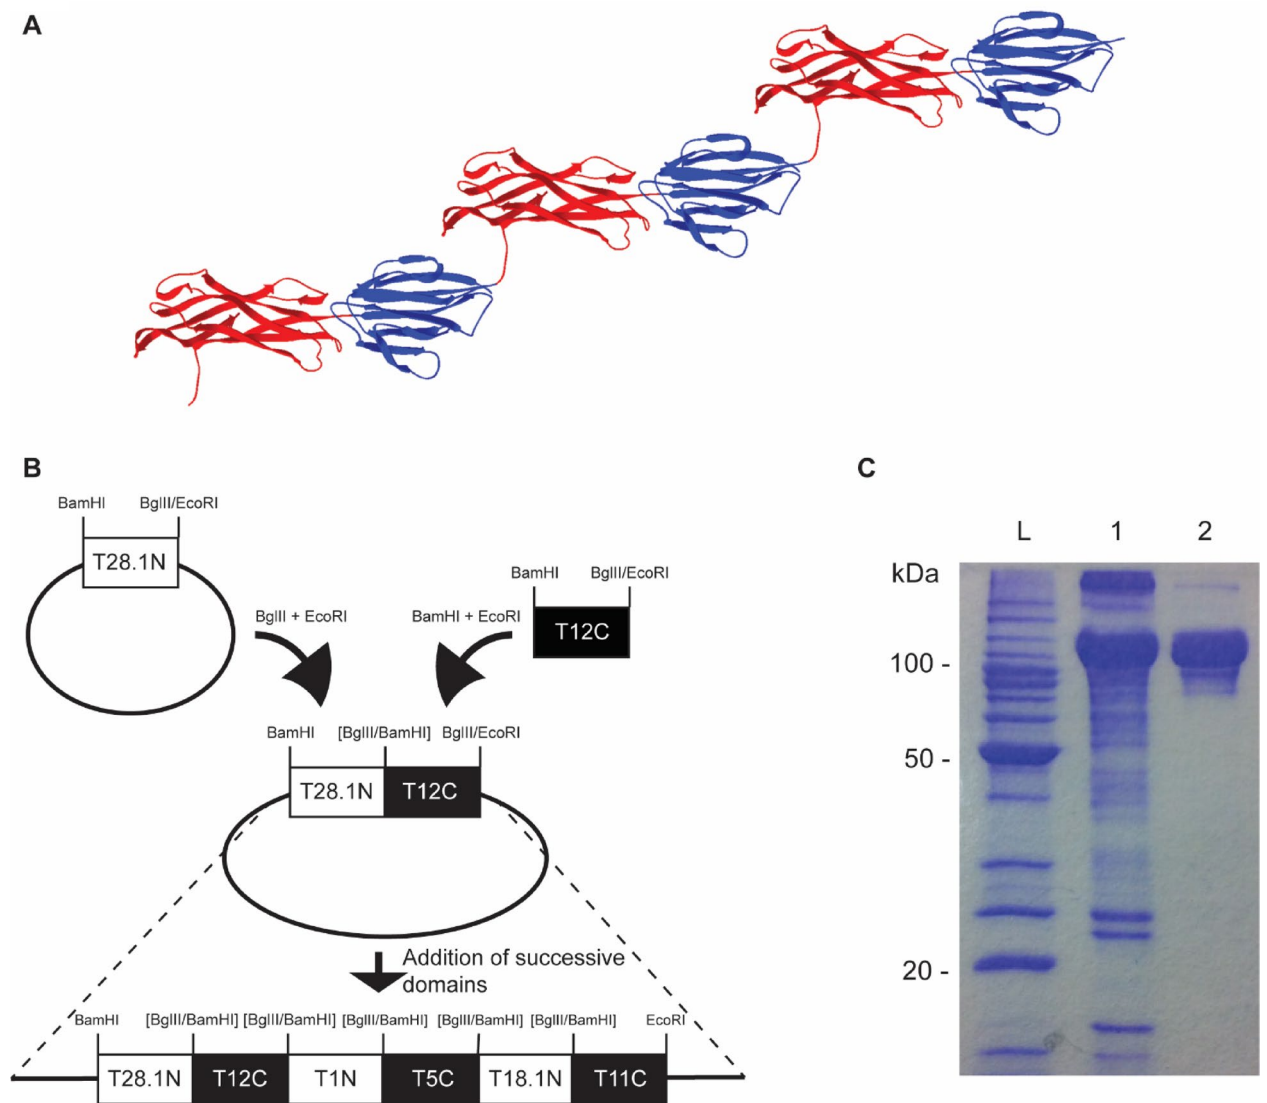 A
B
BamHI BglII/EcoRI
T28.1N
BglII + EcoRI
BamHI + EcoRI
BamHI BglII/EcoRI
T12C
BamHI [BglII/BamHI] BglII/EcoRI
T28.1N T12C
Addition of successive
domains
BamHI [BglII/BamHI] [BglII/BamHI] [BglII/BamHI] [BglII/BamHI] [BglII/BamHI] EcoRI
T28.1N T12C T1N T5C T18.1N T11C
C
L 1 2
kDa
100 -
50 -
20 -